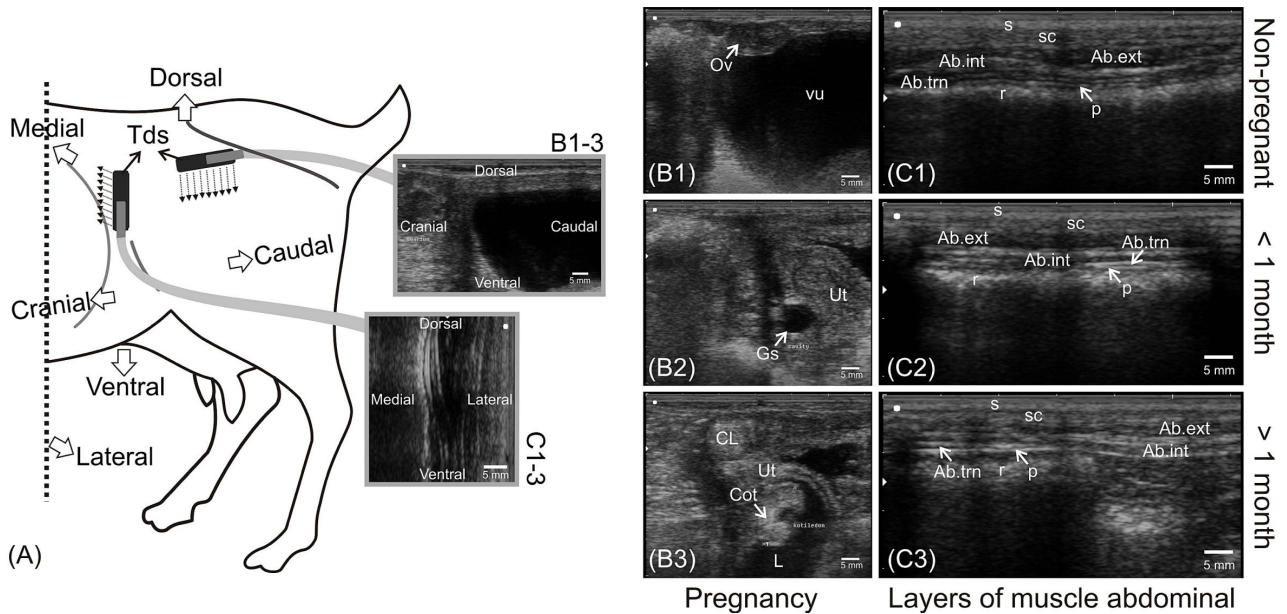 Dorsal
Medial
Tds
Caudal
Cranial
Ventral
Lateral
(A)
B1-3
Dorsal
Cranial
Caudal
Ventral
5 mm
Dorsal
Medial
Lateral
Ventral
5 mm
C1-3
Ov
vu
(B1)
5 mm
s
sc
Ab.int
Ab.ext
Ab.trn
r
p
(C1)
5 mm
Non-pregnant
Ut
Gs
cavity
(B2)
5 mm
s
sc
Ab.ext
Ab.trn
Ab.int
r
p
(C2)
5 mm
< 1 month
CL
Ut
Cot
kotiledon
L
(B3)
5 mm
s
sc
Ab.ext
Ab.int
Ab.trn
r
p
(C3)
5 mm
> 1 month
Pregnancy
Layers of muscle abdominal